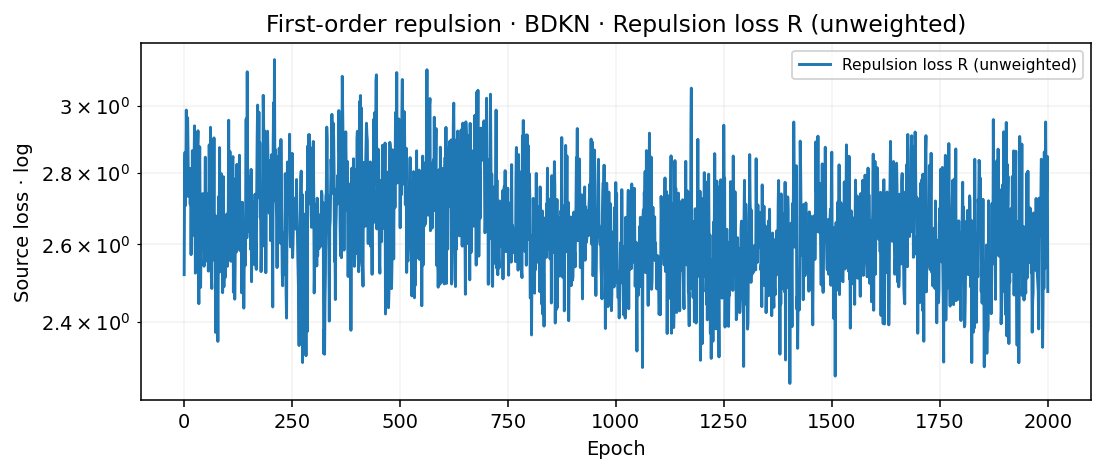 First-order repulsion · BDKN · Repulsion loss R (unweighted)
Repulsion loss R (unweighted)
Source loss · log
3 × 10⁰
2.8 × 10⁰
2.6 × 10⁰
2.4 × 10⁰
0 250 500 750 1000 1250 1500 1750 2000
Epoch